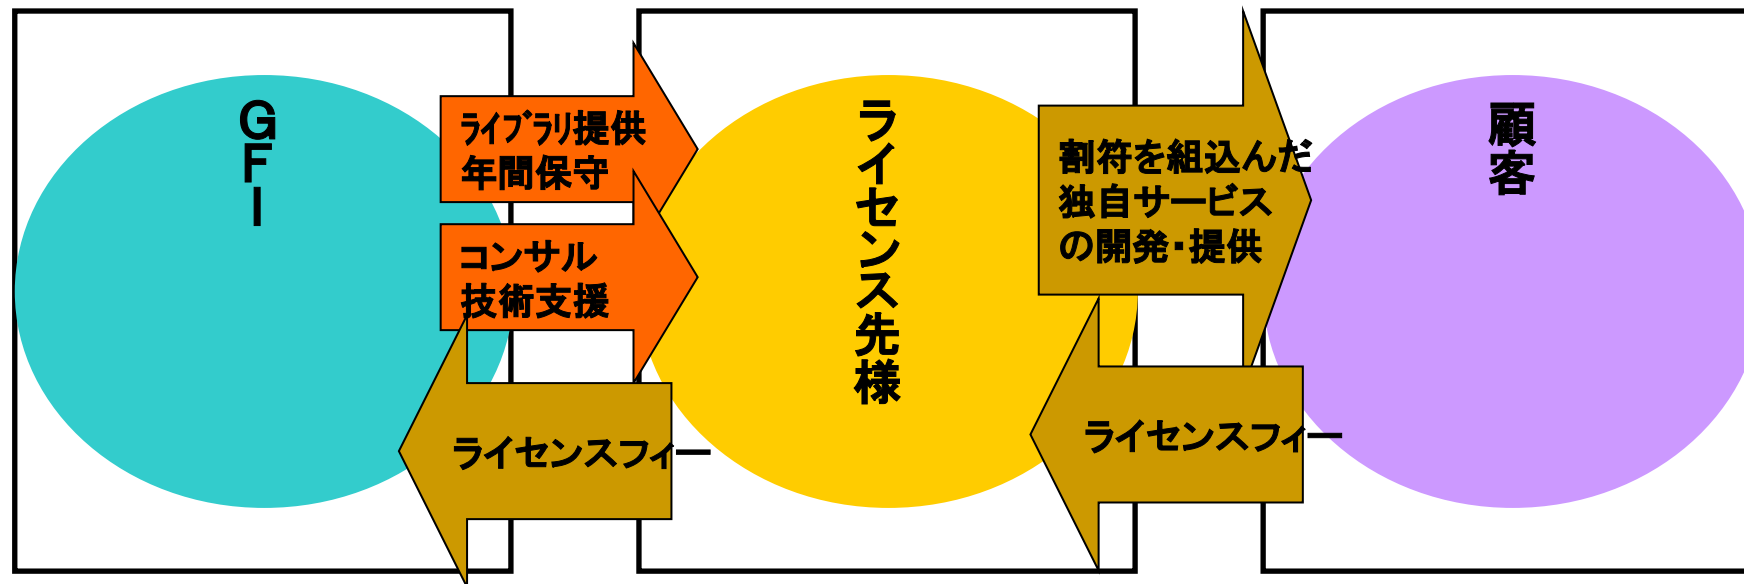 ＧＦＩ
ﾗｲﾌﾞﾗﾘ提供
年間保守
コンサル
技術支援
ライセンスフィー
ライセンス先様
割符を組込んだ
独自サービス
の開発・提供
ライセンスフィー
顧客